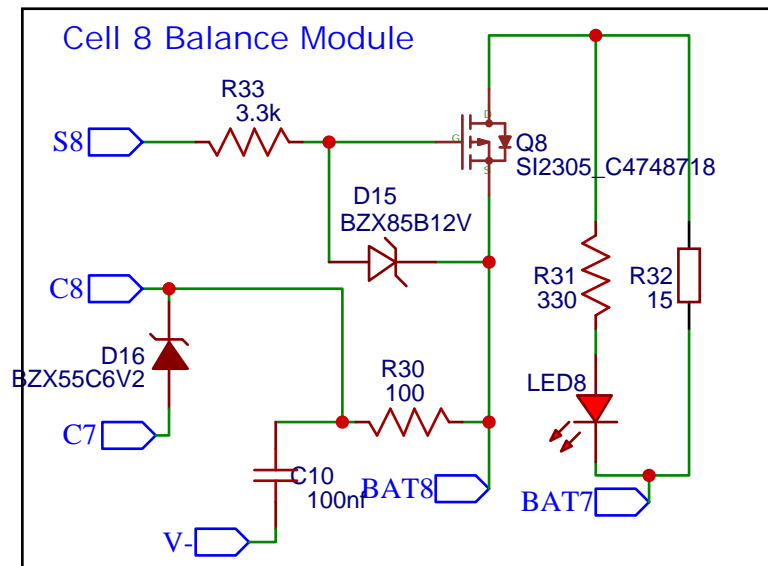 Cell 8 Balance Module
R33
3.3k
S8
D
G
S
Q8
SI2305_C4748718
D15
BZX85B12V
C8
R31
330
R32
15
D16
BZX55C6V2
R30
100
LED8
C7
C10
100nf
BAT8
BAT7
V-